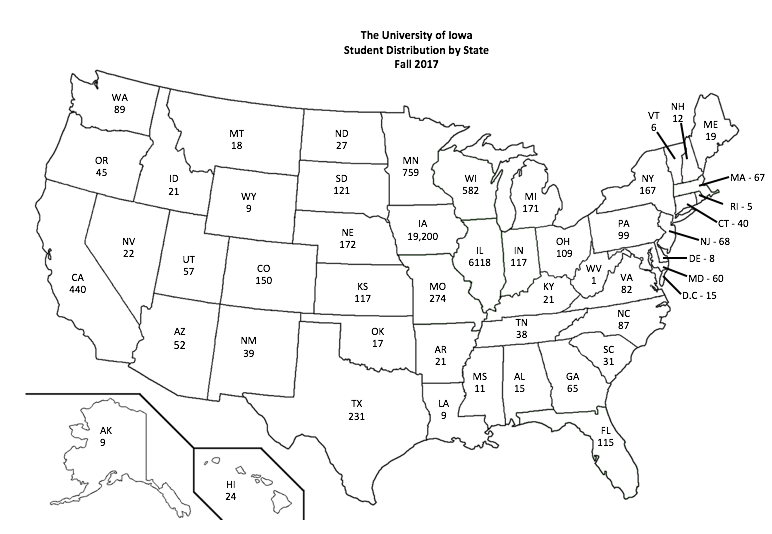 The University of Iowa
Student Distribution by State
Fall 2017
WA
89
MT
18
ND
27
MN
759
VT
6
NH
12
ME
19
OR
45
ID
21
WY
9
SD
121
WI
582
MI
171
NY
167
MA - 67
RI - 5
CT - 40
NJ - 68
DE - 8
MD - 60
D.C - 15
NV
22
UT
57
CO
150
NE
172
IA
19,200
IL
6118
IN
117
OH
109
PA
99
WV
1
VA
82
CA
440
KS
117
MO
274
KY
21
NC
87
AZ
52
NM
39
OK
17
AR
21
TN
38
SC
31
TX
231
LA
9
MS
11
AL
15
GA
65
FL
115
AK
9
HI
24